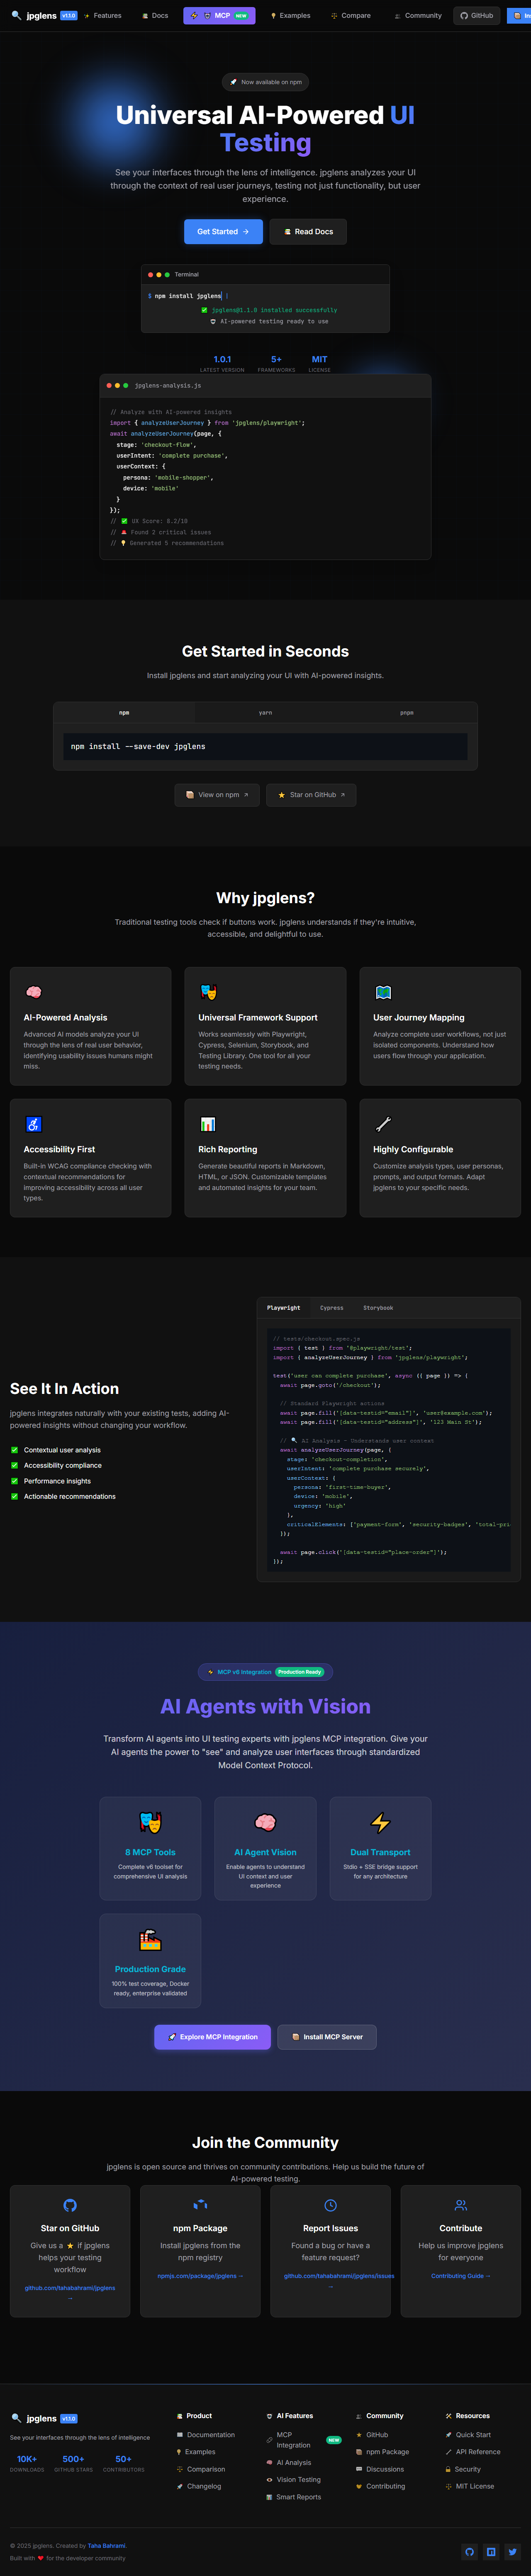 jpglens v1.1.0 Features Docs MCP NEW Examples Compare Community GitHub
Now available on npm
Universal AI-Powered UI
Testing
See your interfaces through the lens of intelligence. jpglens analyzes your UI
through the context of real user journeys, testing not just functionality, but user
experience.
Get Started → Read Docs
Terminal
$ npm install jpglens|
jpglens@1.1.0 installed successfully
AI-powered testing ready to use
1.0.1 5+ MIT
LATEST VERSION FRAMEWORKS LICENSE
jpglens-analysis.js
// Analyze with AI-powered insights
import { analyzeUserJourney } from 'jpglens/playwright';
await analyzeUserJourney(page, {
stage: 'checkout-flow',
userIntent: 'complete purchase',
userContext: {
persona: 'mobile-shopper',
device: 'mobile'
}
});
// ✅ UX Score: 8.2/10
// 🚨 Found 2 critical issues
// 💡 Generated 5 recommendations
Get Started in Seconds
Install jpglens and start analyzing your UI with AI-powered insights.
npm yarn pnpm
npm install --save-dev jpglens
View on npm ↗ Star on GitHub ↗
Why jpglens?
Traditional testing tools check if buttons work. jpglens understands if they're intuitive,
accessible, and delightful to use.
AI-Powered Analysis
Advanced AI models analyze your UI
through the lens of real user behavior,
identifying usability issues humans might
miss.
Universal Framework Support
Works seamlessly with Playwright,
Cypress, Selenium, Storybook, and
Testing Library. One tool for all your
testing needs.
User Journey Mapping
Analyze complete user workflows, not just
isolated components. Understand how
users flow through your application.
Accessibility First
Built-in WCAG compliance checking with
contextual recommendations for
improving accessibility across all user
types.
Rich Reporting
Generate beautiful reports in Markdown,
HTML, or JSON. Customizable templates
and automated insights for your team.
Highly Configurable
Customize analysis types, user personas,
prompts, and output formats. Adapt
jpglens to your specific needs.
See It In Action
jpglens integrates naturally with your existing tests, adding AI-
powered insights without changing your workflow.
Contextual user analysis
Accessibility compliance
Performance insights
Actionable recommendations
Playwright Cypress Storybook
// tests/checkout.spec.js
import { test } from '@playwright/test';
import { analyzeUserJourney } from 'jpglens/playwright';
test('user can complete purchase', async ({ page }) => {
await page.goto('/checkout');
// Standard Playwright actions
await page.fill('[data-testid="email"]', 'user@example.com');
await page.fill('[data-testid="address"]', '123 Main St');
// 🔍 AI Analysis - Understands user context
await analyzeUserJourney(page, {
stage: 'checkout-completion',
userIntent: 'complete purchase securely',
userContext: {
persona: 'first-time-buyer',
device: 'mobile',
urgency: 'high'
},
criticalElements: ['payment-form', 'security-badges', 'total-pri
});
await page.click('[data-testid="place-order"]');
});
MCP v6 Integration Production Ready
AI Agents with Vision
Transform AI agents into UI testing experts with jpglens MCP integration. Give your
AI agents the power to "see" and analyze user interfaces through standardized
Model Context Protocol.
8 MCP Tools
Complete v6 toolset for
comprehensive UI analysis
AI Agent Vision
Enable agents to understand
UI context and user
experience
Dual Transport
Stdio + SSE bridge support
for any architecture
Production Grade
100% test coverage, Docker
ready, enterprise validated
Explore MCP Integration Install MCP Server
Join the Community
jpglens is open source and thrives on community contributions. Help us build the future of
AI-powered testing.
Star on GitHub
Give us a ⭐ if jpglens
helps your testing
workflow
github.com/tahabahrami/jpglens
→
npm Package
Install jpglens from the
npm registry
npmjs.com/package/jpglens →
Report Issues
Found a bug or have a
feature request?
github.com/tahabahrami/jpglens/issues
→
Contribute
Help us improve jpglens
for everyone
Contributing Guide →
jpglens v1.1.0
See your interfaces through the lens of intelligence
10K+ 500+ 50+
DOWNLOADS GITHUB STARS CONTRIBUTORS
Product
Documentation
Examples
Comparison
Changelog
AI Features
MCP
Integration NEW
AI Analysis
Vision Testing
Smart Reports
Community
GitHub
npm Package
Discussions
Contributing
Resources
Quick Start
API Reference
Security
MIT License
© 2025 jpglens. Created by Taha Bahrami.
Built with ❤️ for the developer community